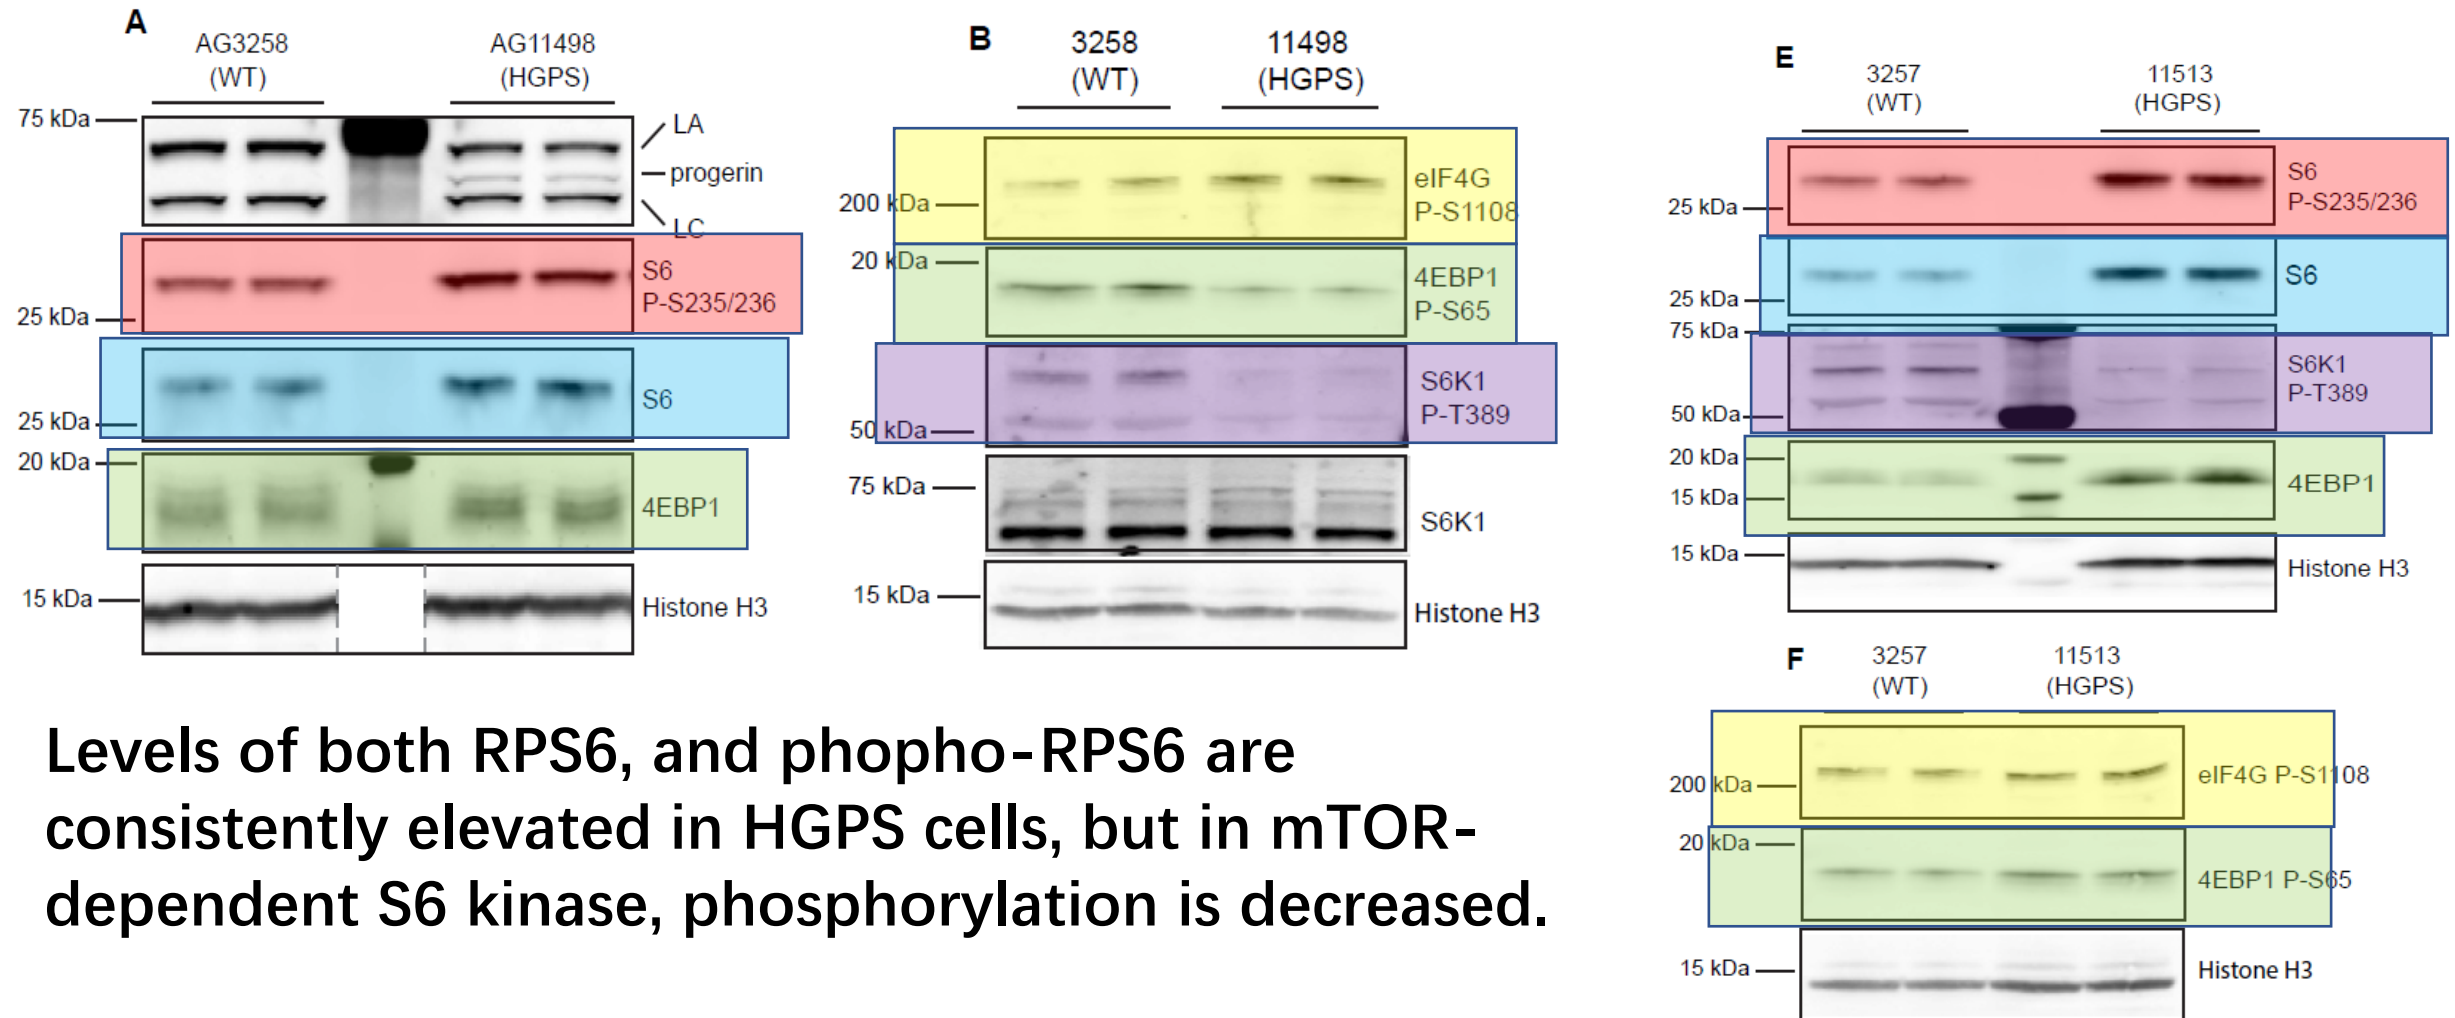 A
AG3258
(WT)
AG11498
(HGPS)
75 kDa
LA
progerin
LC
S6
P-S235/236
25 kDa
S6
25 kDa
20 kDa
4EBP1
15 kDa
Histone H3
B
3258
(WT)
11498
(HGPS)
eIF4G
P-S1108
200 kDa
20 kDa
4EBP1
P-S65
S6K1
P-T389
50 kDa
75 kDa
S6K1
15 kDa
Histone H3
E
3257
(WT)
11513
(HGPS)
S6
P-S235/236
25 kDa
S6
25 kDa
75 kDa
S6K1
P-T389
50 kDa
20 kDa
4EBP1
15 kDa
15 kDa
Histone H3
F
3257
(WT)
11513
(HGPS)
eIF4G P-S1108
200 kDa
20 kDa
4EBP1 P-S65
15 kDa
Histone H3
Levels of both RPS6, and phopho-RPS6 are
consistently elevated in HGPS cells, but in mTOR-
dependent S6 kinase, phosphorylation is decreased.